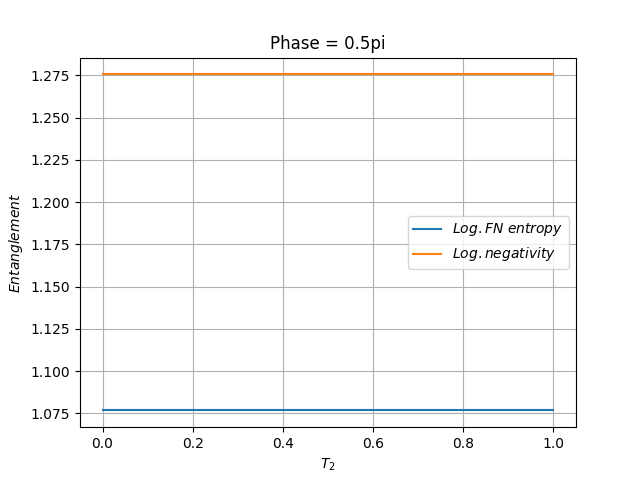 Phase = 0.5pi
1.275
1.250
1.225
1.200
1.175
1.150
1.125
1.100
1.075
Entanglement
Log.FN entropy
Log.negativity
0.0 0.2 0.4 0.6 0.8 1.0
T₂